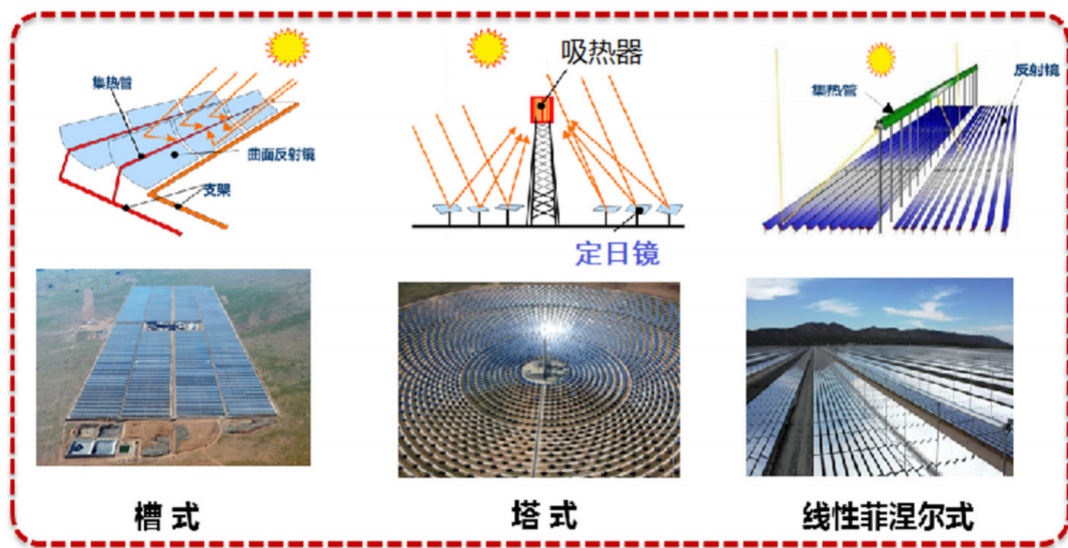 集热管
曲面反射镜
支架
吸热器
定日镜
集热管
反射镜
槽式
塔式
线性菲涅尔式